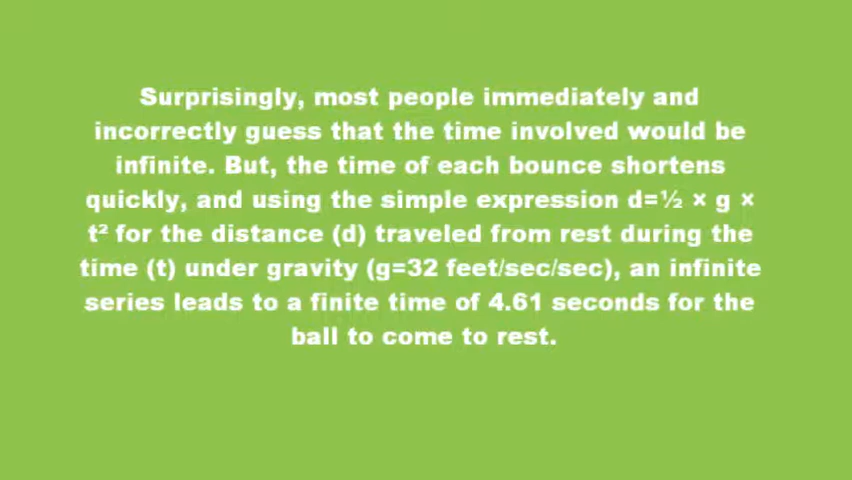 Surprisingly, most people immediately and
incorrectly guess that the time involved would be
infinite. But, the time of each bounce shortens
quickly, and using the simple expression d=½ × g ×
t² for the distance (d) traveled from rest during the
time (t) under gravity (g=32 feet/sec/sec), an infinite
series leads to a finite time of 4.61 seconds for the
ball to come to rest.